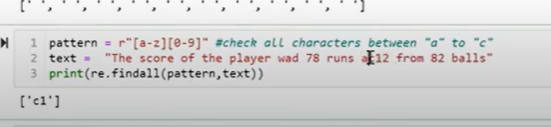 [' ', ' ', ' ', ' ', ' ', ' ', ' ', ' ', ' ', ' ']
1 pattern = r"[a-z][0-9]" #check all characters between "a" to "c"
2 text = "The score of the player wad 78 runs 12 from 82 balls"
3 print(re.findall(pattern,text))
['c1']